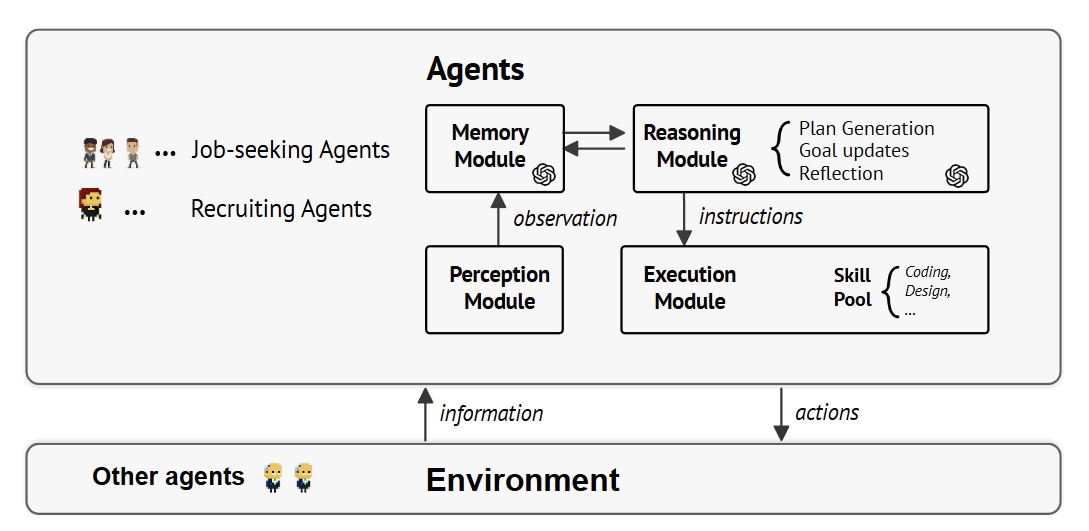 Agents
... Job-seeking Agents
... Recruiting Agents
Memory
Module
Reasoning
Module
Plan Generation
Goal updates
Reflection
observation
instructions
Perception
Module
Execution
Module
Skill
Pool
Coding,
Design,
...
information
actions
Other agents
Environment